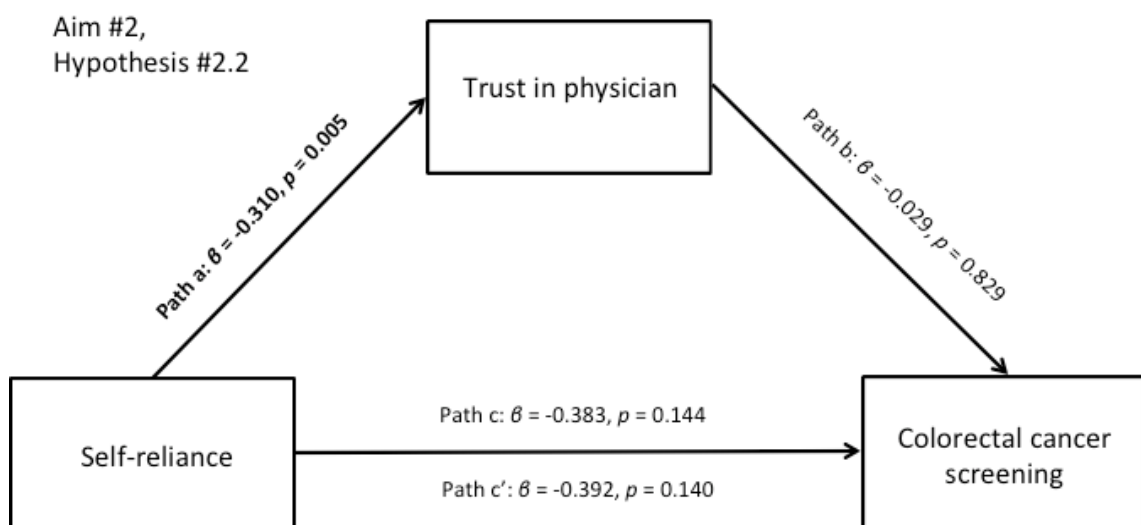 Aim #2,
Hypothesis #2.2
Trust in physician
Path a: β = -0.310, p = 0.005
Path b: β = -0.029, p = 0.829
Self-reliance
Path c: β = -0.383, p = 0.144
Path c’: β = -0.392, p = 0.140
Colorectal cancer
screening